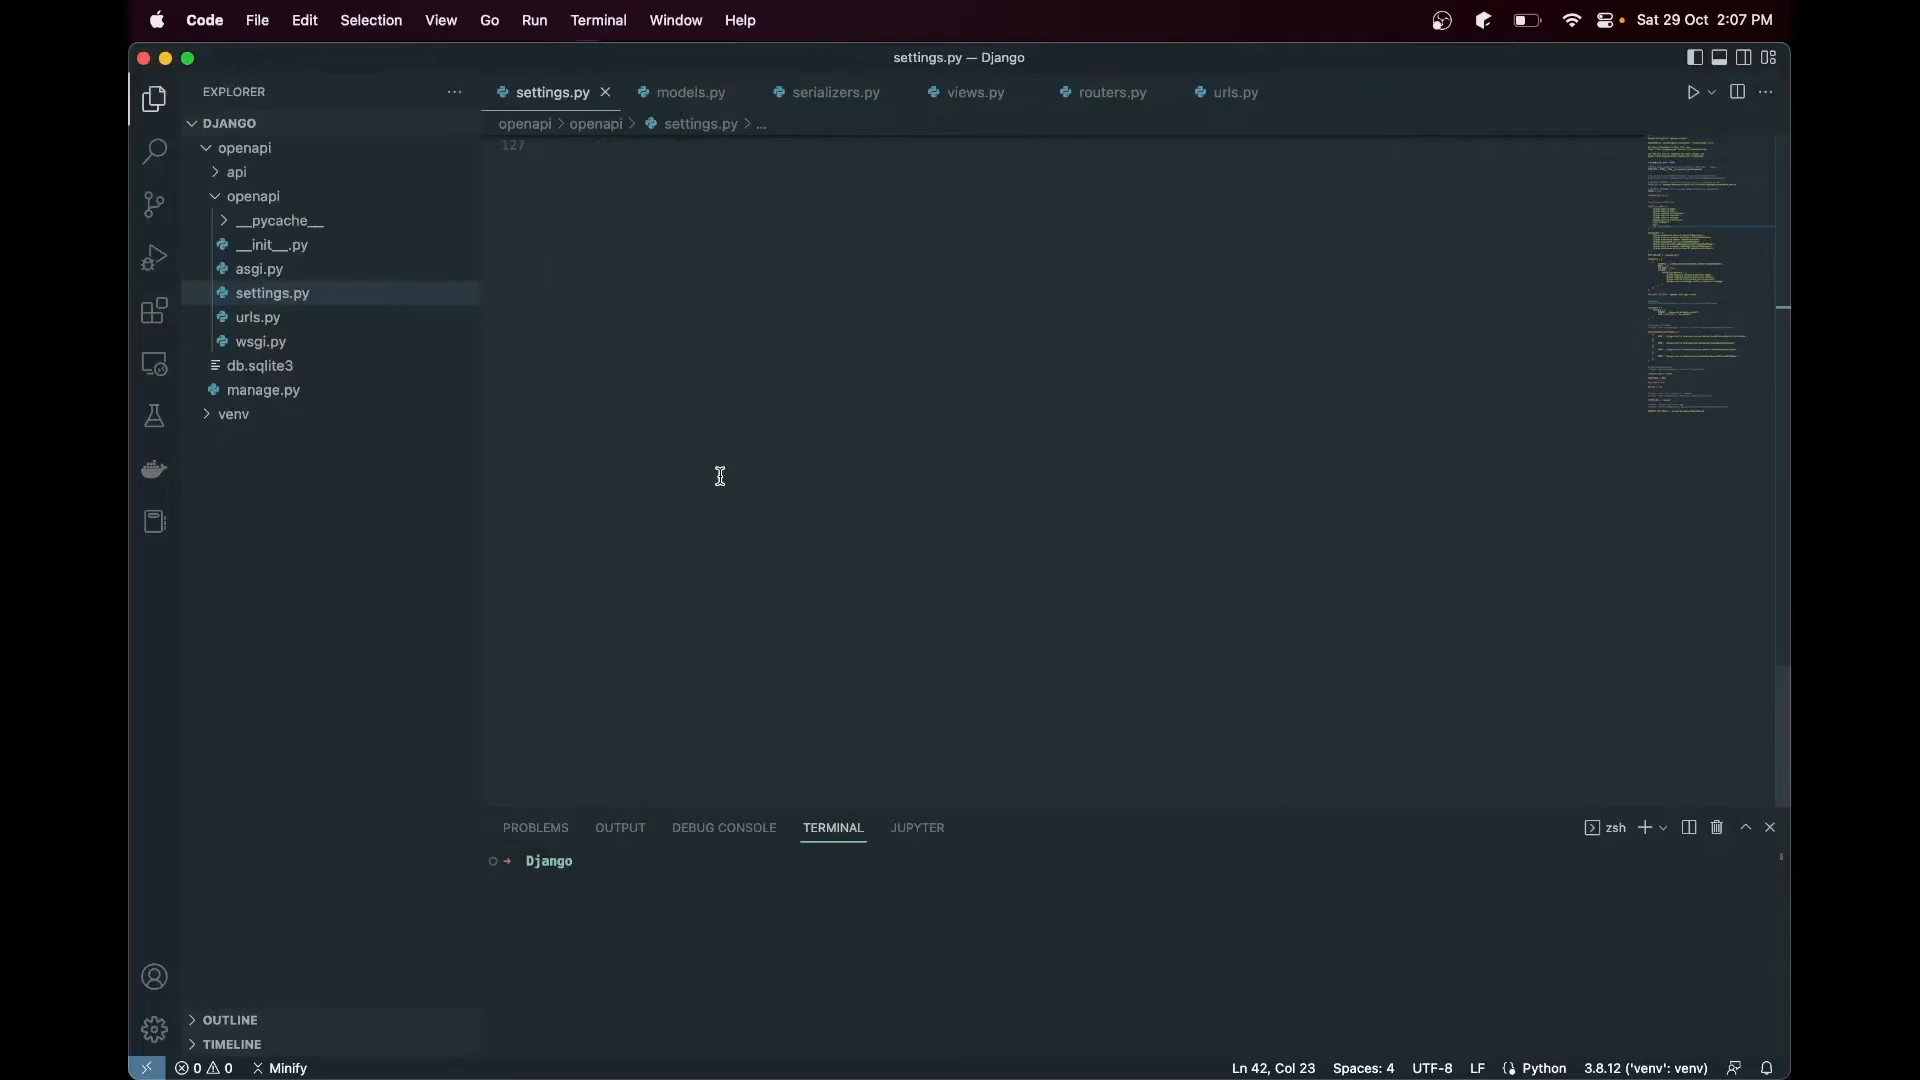 Code File Edit Selection View Go Run Terminal Window Help Sat 29 Oct 2:07 PM
settings.py — Django
EXPLORER
settings.py models.py serializers.py views.py routers.py urls.py
DJANGO
openapi > openapi > settings.py > ...
127
openapi
api
openapi
__pycache__
__init__.py
asgi.py
settings.py
urls.py
wsgi.py
db.sqlite3
manage.py
venv
PROBLEMS OUTPUT DEBUG CONSOLE TERMINAL JUPYTER zsh
Django
OUTLINE
TIMELINE
0 0 Minify Ln 42, Col 23 Spaces: 4 UTF-8 LF Python 3.8.12 ('venv': venv)